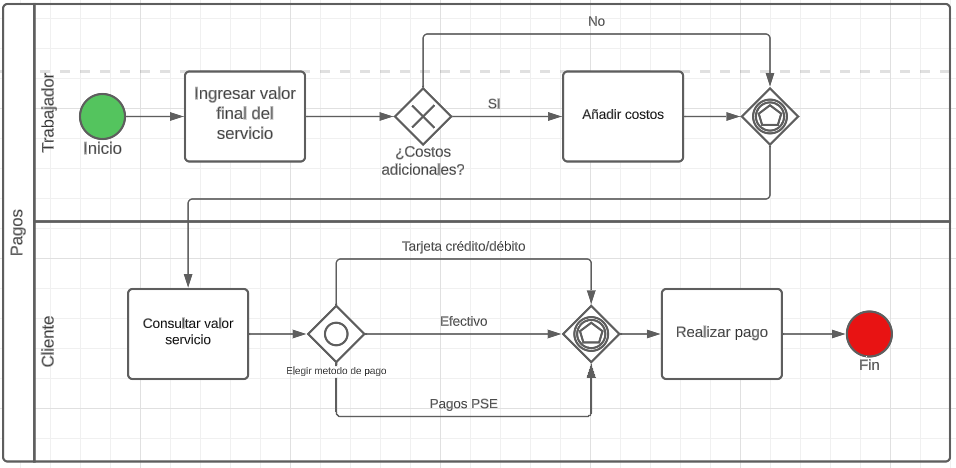 Pagos
Trabajador
Inicio
Ingresar valor
final del
servicio
¿Costos
adicionales?
No
SI
Añadir costos
Cliente
Consultar valor
servicio
Elegir metodo de pago
Tarjeta crédito/débito
Efectivo
Pagos PSE
Realizar pago
Fin